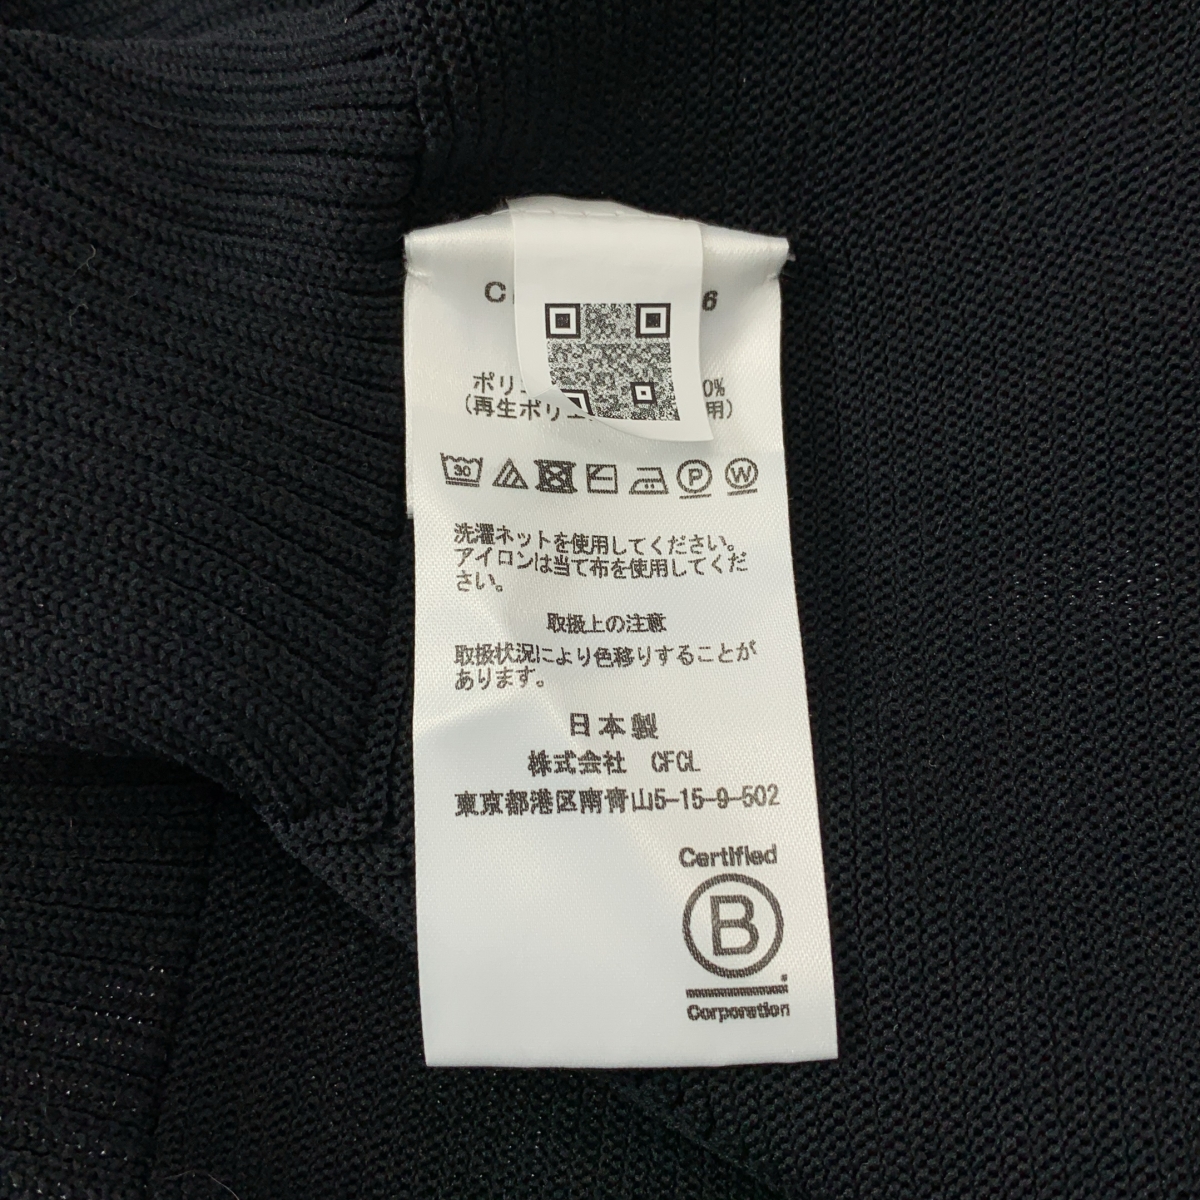 C 6
ポリ 0%
(再生ポリ 用)
30 P W
洗濯ネットを使用してください。
アイロンは当て布を使用してくだ
さい。
取扱上の注意
取扱状況により色移りすることが
あります。
日本製
株式会社 CFCL
東京都港区南青山5-15-9-502
Certified
B
Corporation